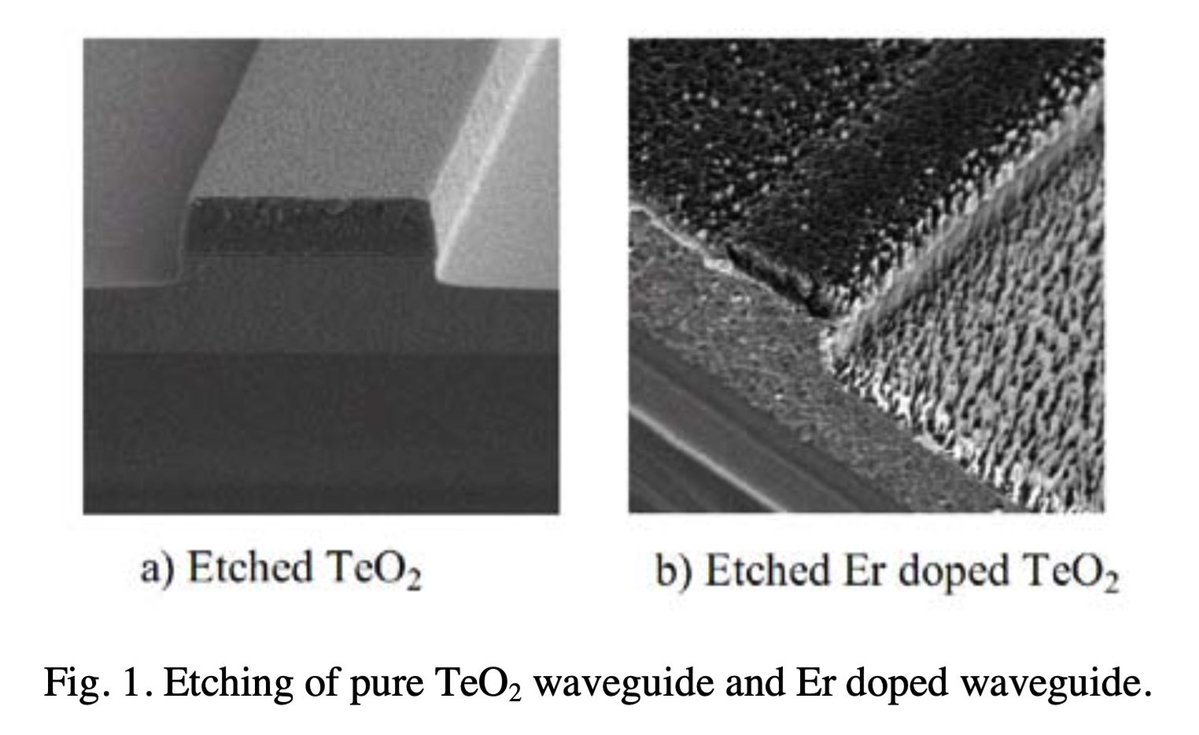 a) Etched TeO₂
b) Etched Er doped TeO₂
Fig. 1. Etching of pure TeO₂ waveguide and Er doped waveguide.